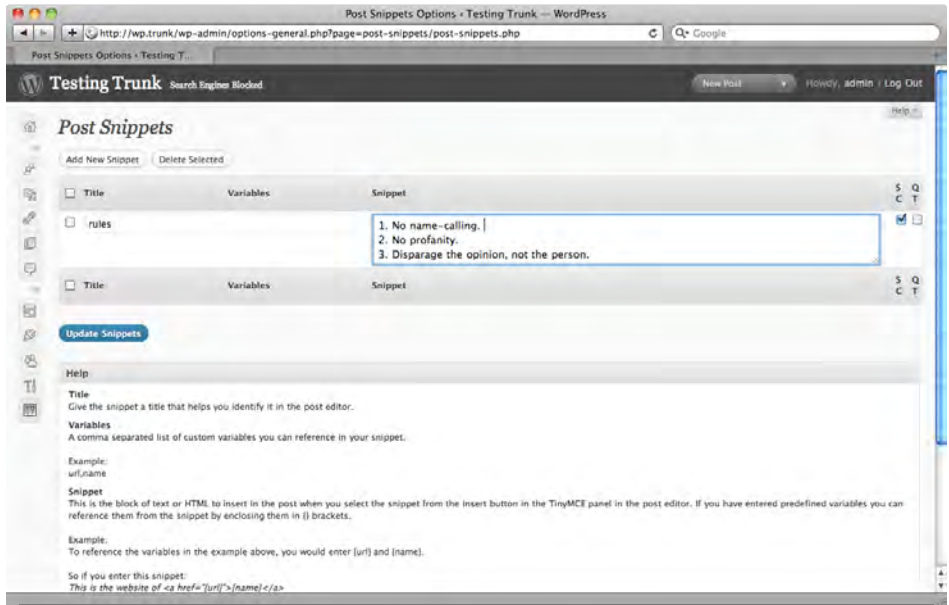 Post Snippets Options ‹ Testing Trunk — WordPress
http://wp.trunk/wp-admin/options-general.php?page=post-snippets/post-snippets.php
Google
Post Snippets Options ‹ Testing T...
Testing Trunk Search Engines Blocked New Post Howdy, admin | Log Out
Help
Post Snippets
Add New Snippet Delete Selected
Title Variables Snippet S C Q T
rules
1. No name-calling.
2. No profanity.
3. Disparage the opinion, not the person.
Title Variables Snippet S C Q T
Update Snippets
Help
Title
Give the snippet a title that helps you identify it in the post editor.
Variables
A comma separated list of custom variables you can reference in your snippet.
Example:
url,name
Snippet
This is the block of text or HTML to insert in the post when you select the snippet from the insert button in the TinyMCE panel in the post editor. If you have entered predefined variables you can
reference them from the snippet by enclosing them in {} brackets.
Example:
To reference the variables in the example above, you would enter {url} and {name}.
So if you enter this snippet:
This is the website of <a href="{url}">{name}</a>